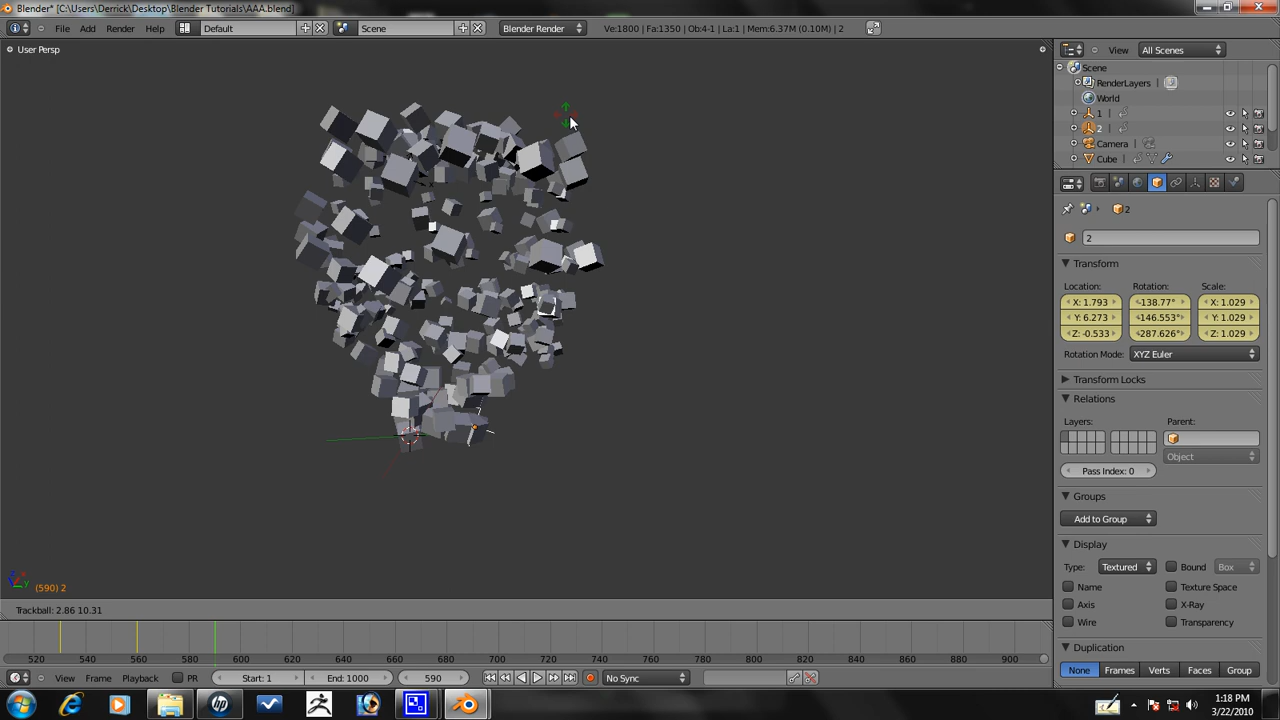 Blender* [C:\Users\Derrick\Desktop\Blender Tutorials\AAA.blend]
File Add Render Help Default Scene Blender Render Ve:1800 | Fa:1350 | Ob:4-1 | La:1 | Mem:6.37M (0.10M) | 2
User Persp
View All Scenes
Scene
RenderLayers
World
1
2
Camera
Cube
2
2
Transform
Location: Rotation: Scale:
X: 1.793 -138.77° X: 1.029
Y: 6.273 -146.553° Y: 1.029
Z: -0.533 -287.626° Z: 1.029
Rotation Mode: XYZ Euler
Transform Locks
Relations
Layers: Parent:
Object
Pass Index: 0
Groups
Add to Group
Display
Type: Textured Bound Box
Name Texture Space
Axis X-Ray
Wire Transparency
Duplication
None Frames Verts Faces Group
(590) 2
Trackball: 2.86 10.31
520 540 560 580 600 620 640 660 680 700 720 740 760 780 800 820 840 860 880 900
View Frame Playback PR Start: 1 End: 1000 590 No Sync
1:18 PM
3/22/2010